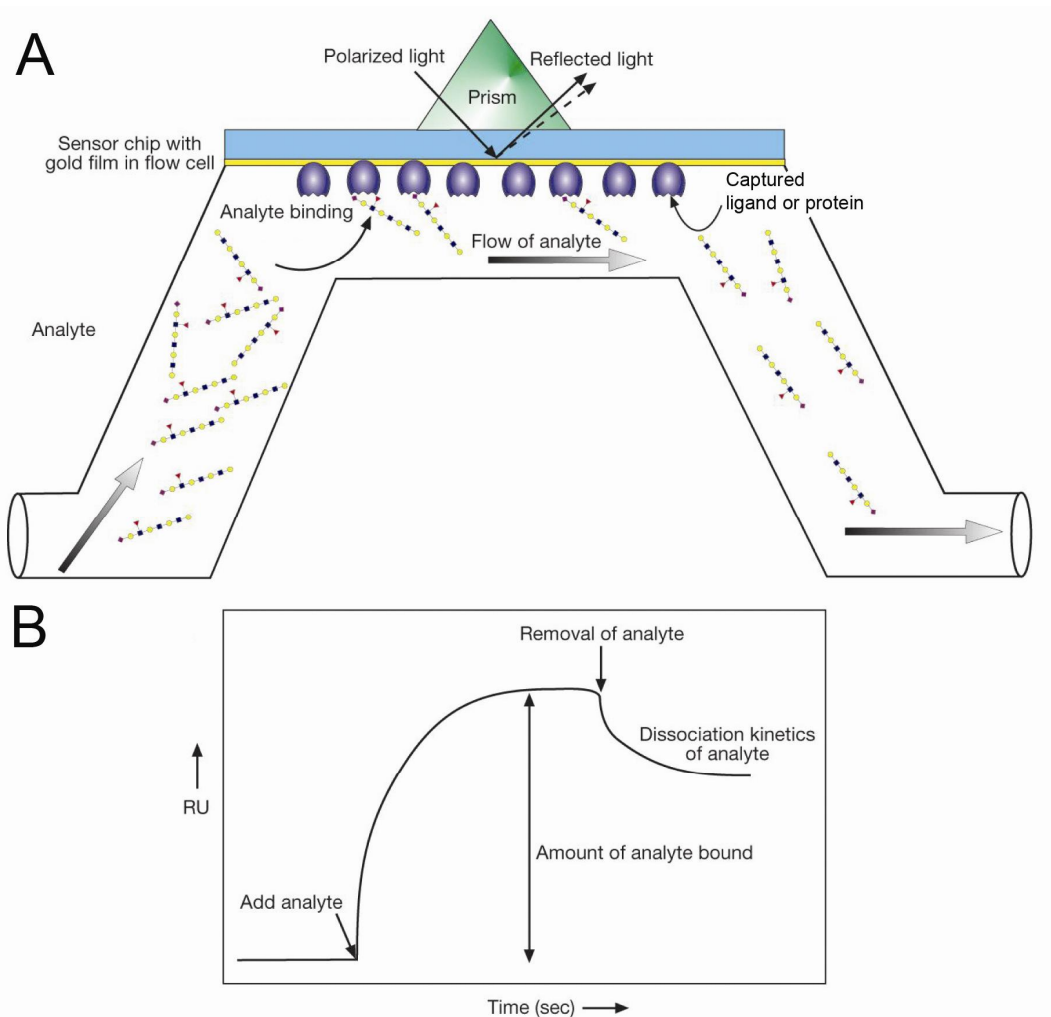 A
Polarized light
Reflected light
Prism
Sensor chip with
gold film in flow cell
Captured
ligand or protein
Analyte binding
Flow of analyte
Analyte
B
Removal of analyte
Dissociation kinetics
of analyte
RU
Amount of analyte bound
Add analyte
Time (sec)